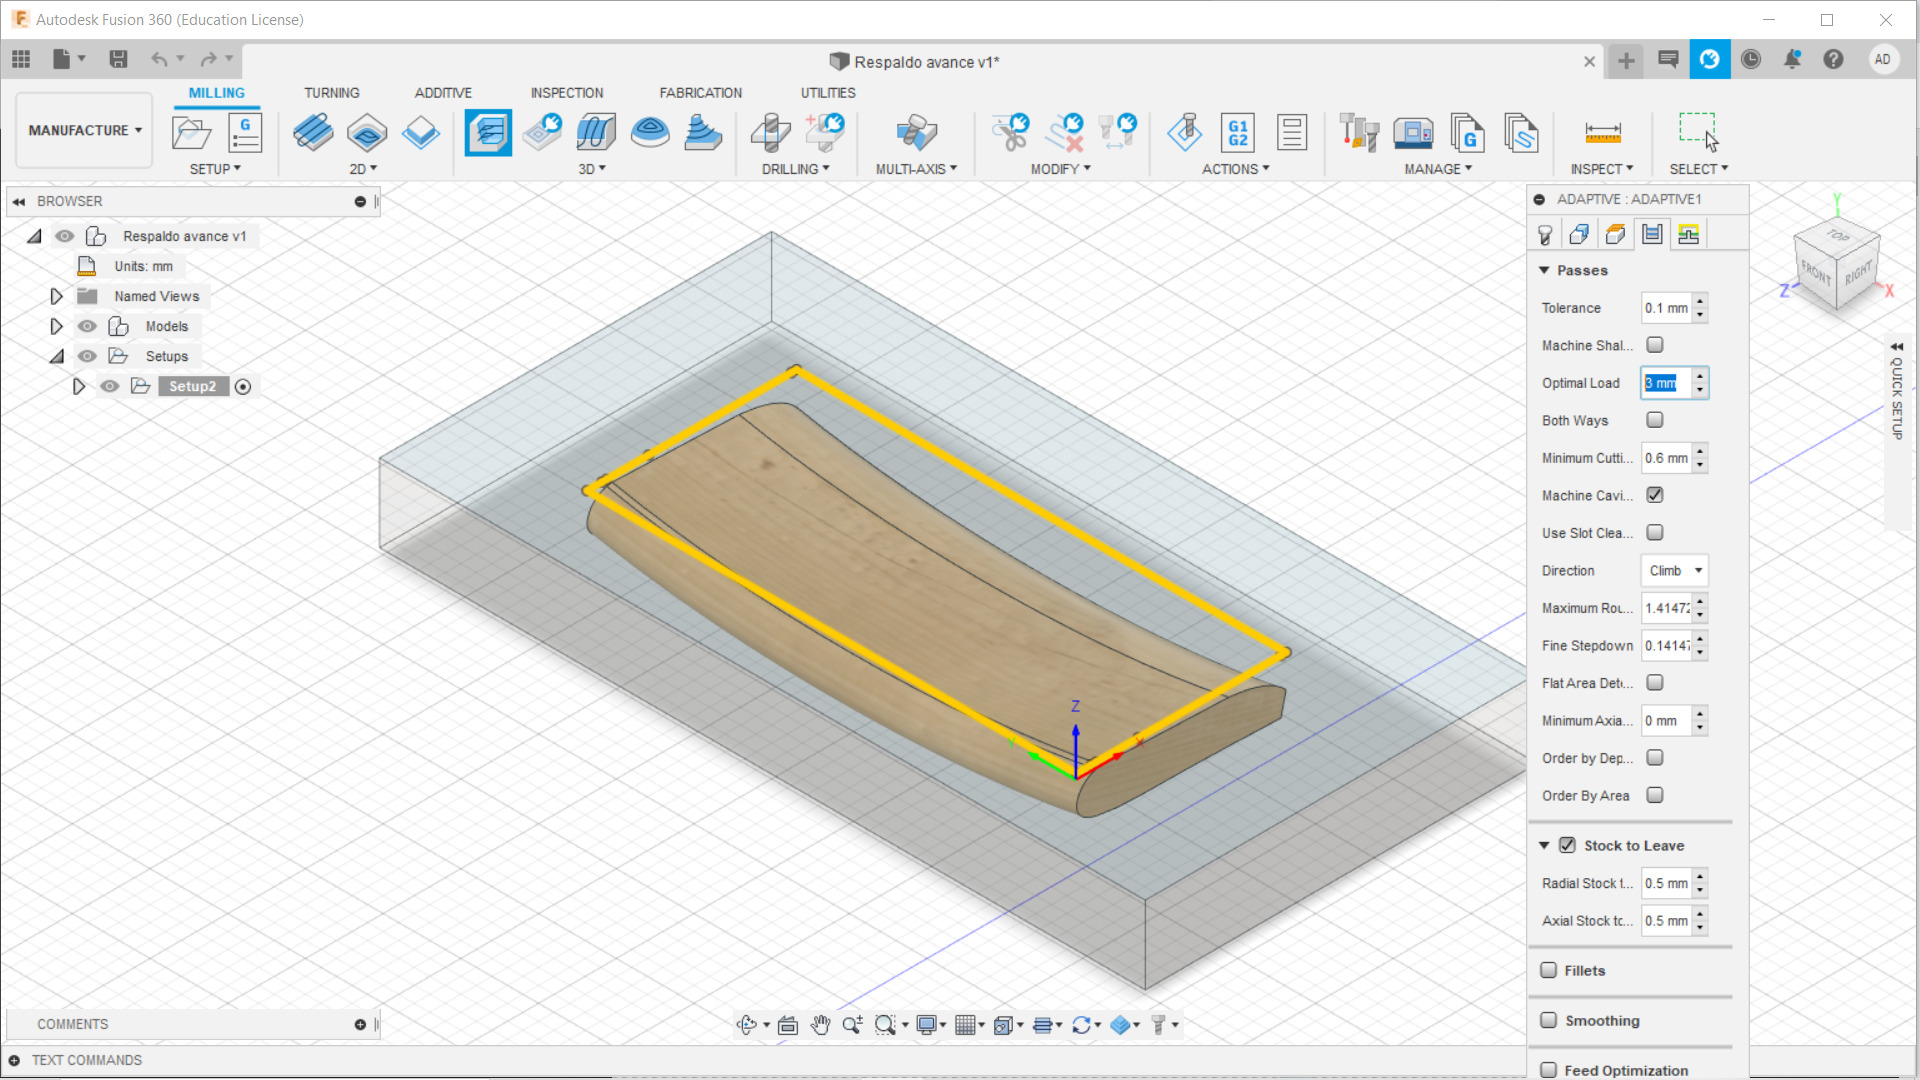 Autodesk Fusion 360 (Education License)
Respaldo avance v1*
AD
MANUFACTURE
MILLING
TURNING
ADDITIVE
INSPECTION
FABRICATION
UTILITIES
G
G1
G2
G
SETUP
2D
3D
DRILLING
MULTI-AXIS
MODIFY
ACTIONS
MANAGE
INSPECT
SELECT
BROWSER
Respaldo avance v1
Units: mm
Named Views
Models
Setups
Setup2
Z
Y
X
ADAPTIVE : ADAPTIVE1
Passes
Tolerance 0.1 mm
Machine Shal...
Optimal Load 3 mm
Both Ways
Minimum Cutti... 0.6 mm
Machine Cavi...
Use Slot Clea...
Direction Climb
Maximum Rou... 1.41472
Fine Stepdown 0.1414
Flat Area Det...
Minimum Axia... 0 mm
Order by Dep...
Order By Area
Stock to Leave
Radial Stock t... 0.5 mm
Axial Stock to... 0.5 mm
Fillets
Smoothing
Feed Optimization
Y
TOP
FRONT
RIGHT
Z
X
QUICK SETUP
COMMENTS
TEXT COMMANDS